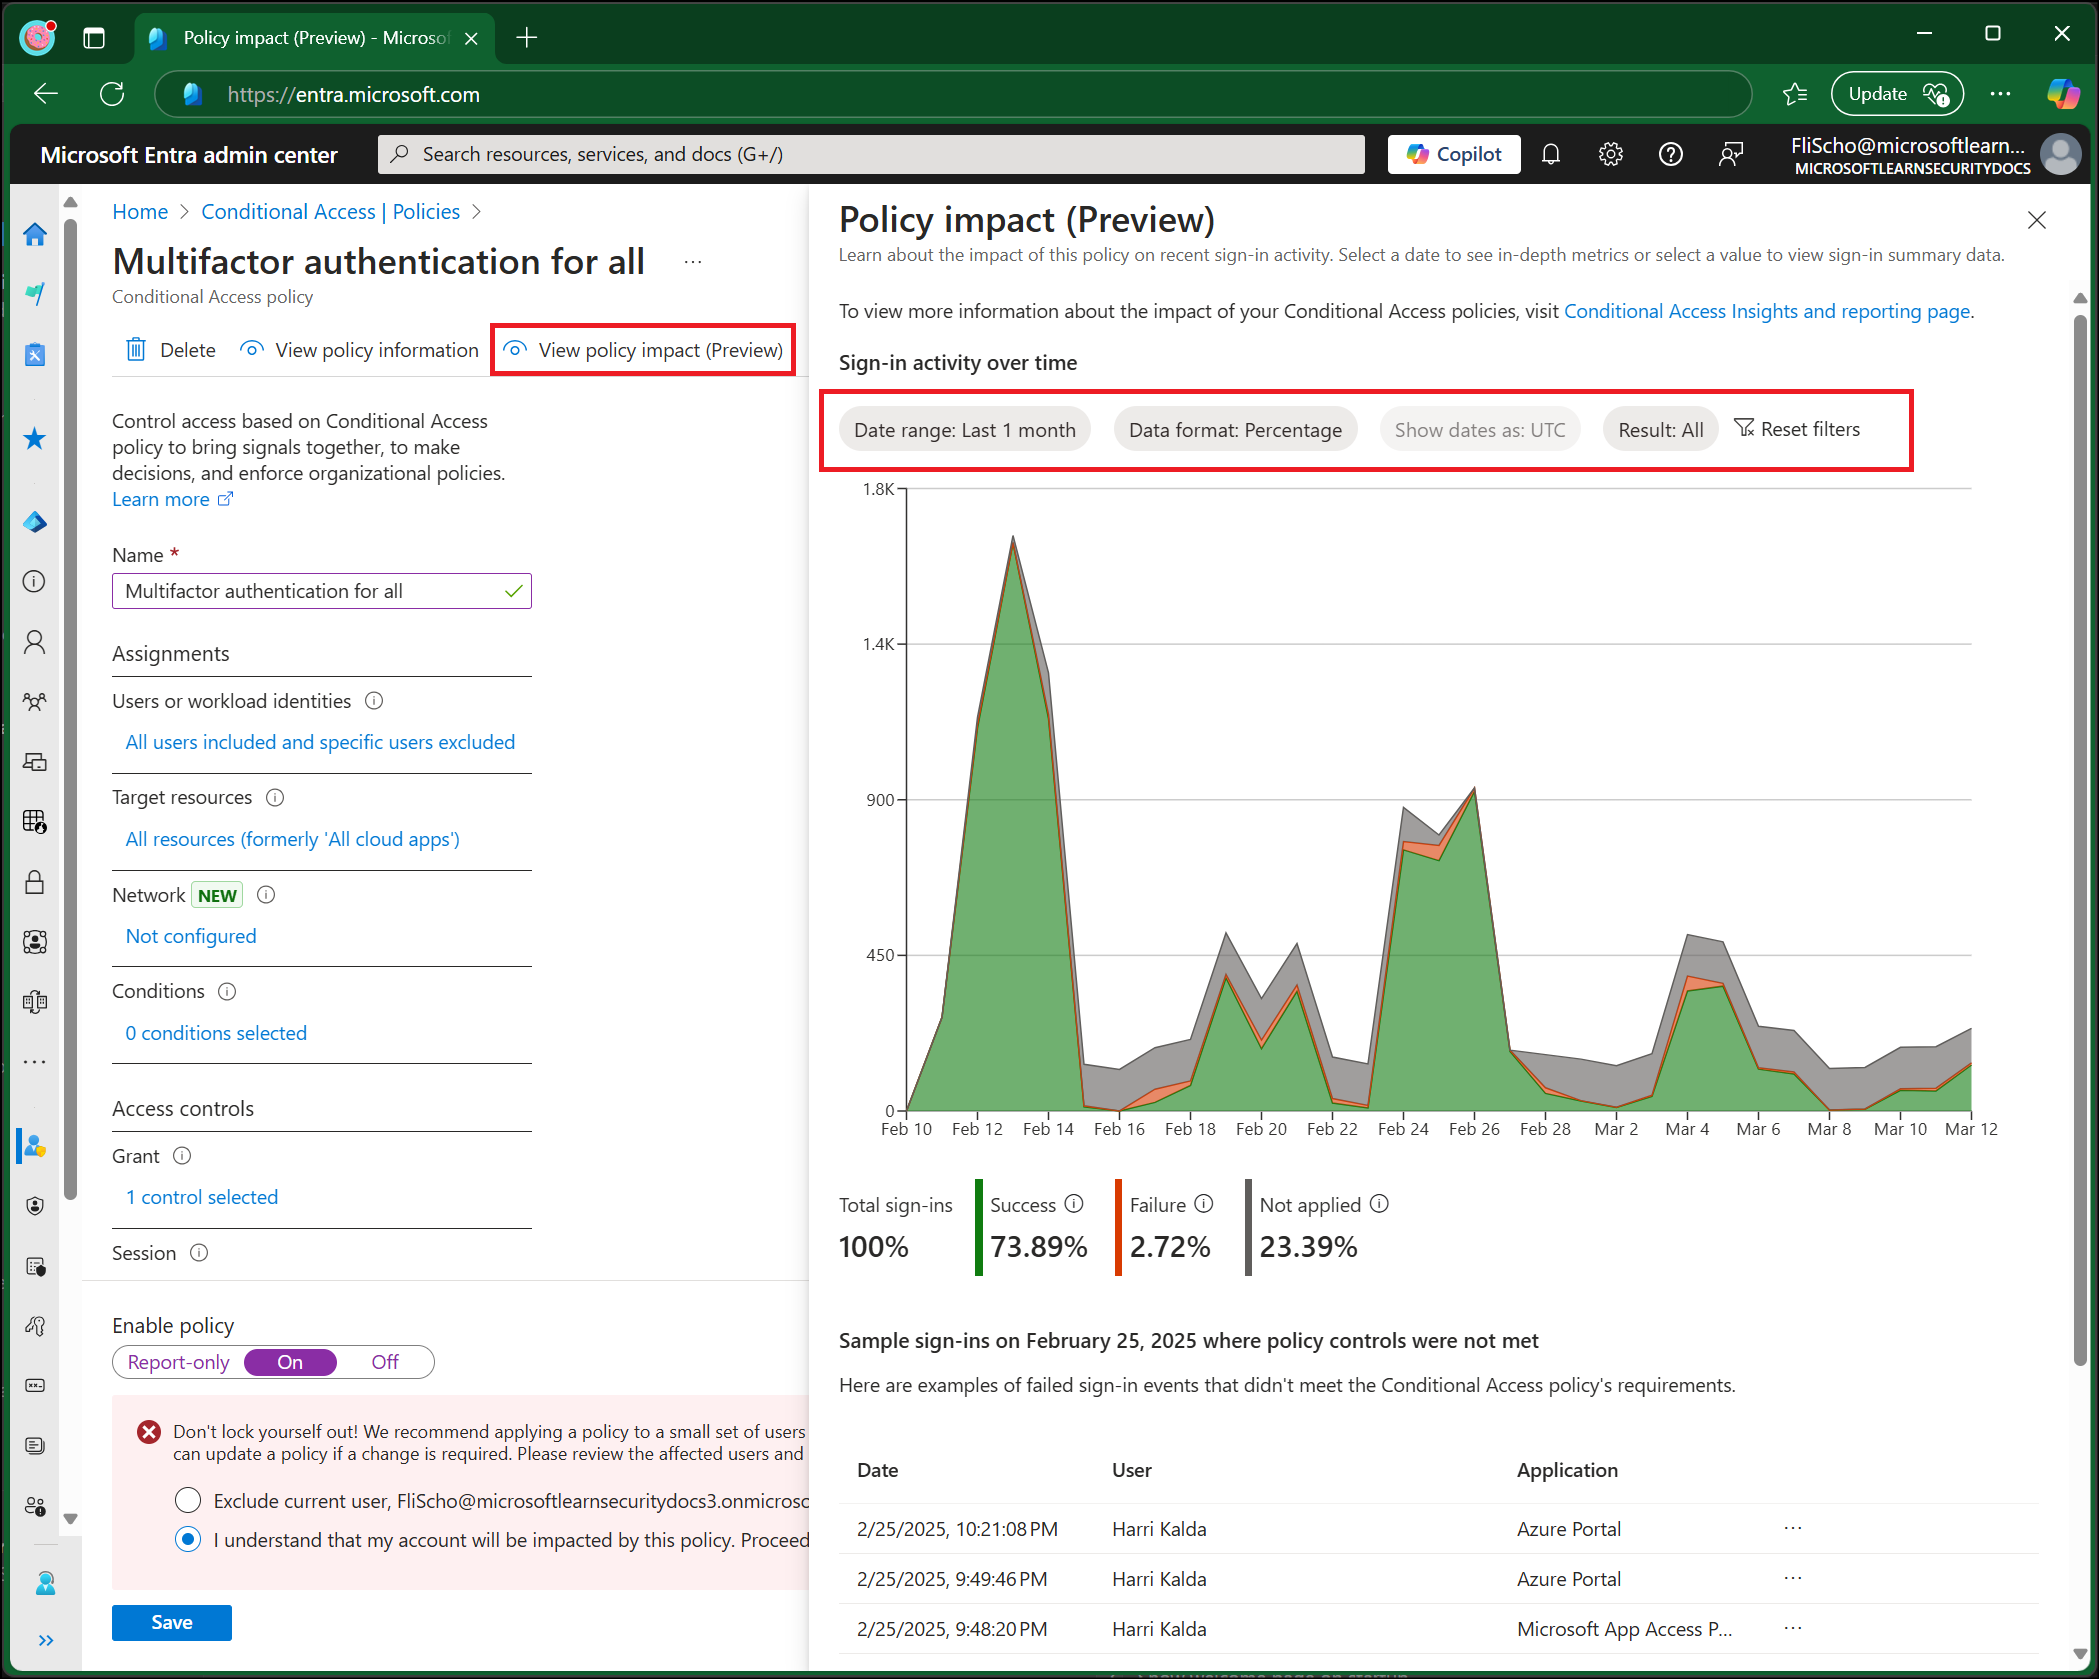 Policy impact (Preview) - Microsof
https://entra.microsoft.com
Update
Microsoft Entra admin center
Search resources, services, and docs (G+/)
Copilot
FliScho@microsoftlearn...
MICROSOFTLEARNSECURITYDOCS
Home > Conditional Access | Policies >
Multifactor authentication for all ...
Conditional Access policy
Delete
View policy information
View policy impact (Preview)
Control access based on Conditional Access
policy to bring signals together, to make
decisions, and enforce organizational policies.
Learn more
Name *
Multifactor authentication for all
Assignments
Users or workload identities
All users included and specific users excluded
Target resources
All resources (formerly 'All cloud apps')
Network NEW
Not configured
Conditions
0 conditions selected
Access controls
Grant
1 control selected
Session
Enable policy
Report-only On Off
Don't lock yourself out! We recommend applying a policy to a small set of users
can update a policy if a change is required. Please review the affected users and
Exclude current user, FliScho@microsoftlearnsecuritydocs3.onmicroso
I understand that my account will be impacted by this policy. Proceed
Save
Policy impact (Preview)
Learn about the impact of this policy on recent sign-in activity. Select a date to see in-depth metrics or select a value to view sign-in summary data.
To view more information about the impact of your Conditional Access policies, visit Conditional Access Insights and reporting page.
Sign-in activity over time
Date range: Last 1 month
Data format: Percentage
Show dates as: UTC
Result: All
Reset filters
1.8K
1.4K
900
450
0
Feb 10 Feb 12 Feb 14 Feb 16 Feb 18 Feb 20 Feb 22 Feb 24 Feb 26 Feb 28 Mar 2 Mar 4 Mar 6 Mar 8 Mar 10 Mar 12
Total sign-ins Success Failure Not applied
100% 73.89% 2.72% 23.39%
Sample sign-ins on February 25, 2025 where policy controls were not met
Here are examples of failed sign-in events that didn't meet the Conditional Access policy's requirements.
Date User Application
2/25/2025, 10:21:08 PM Harri Kalda Azure Portal ...
2/25/2025, 9:49:46 PM Harri Kalda Azure Portal ...
2/25/2025, 9:48:20 PM Harri Kalda Microsoft App Access P... ...